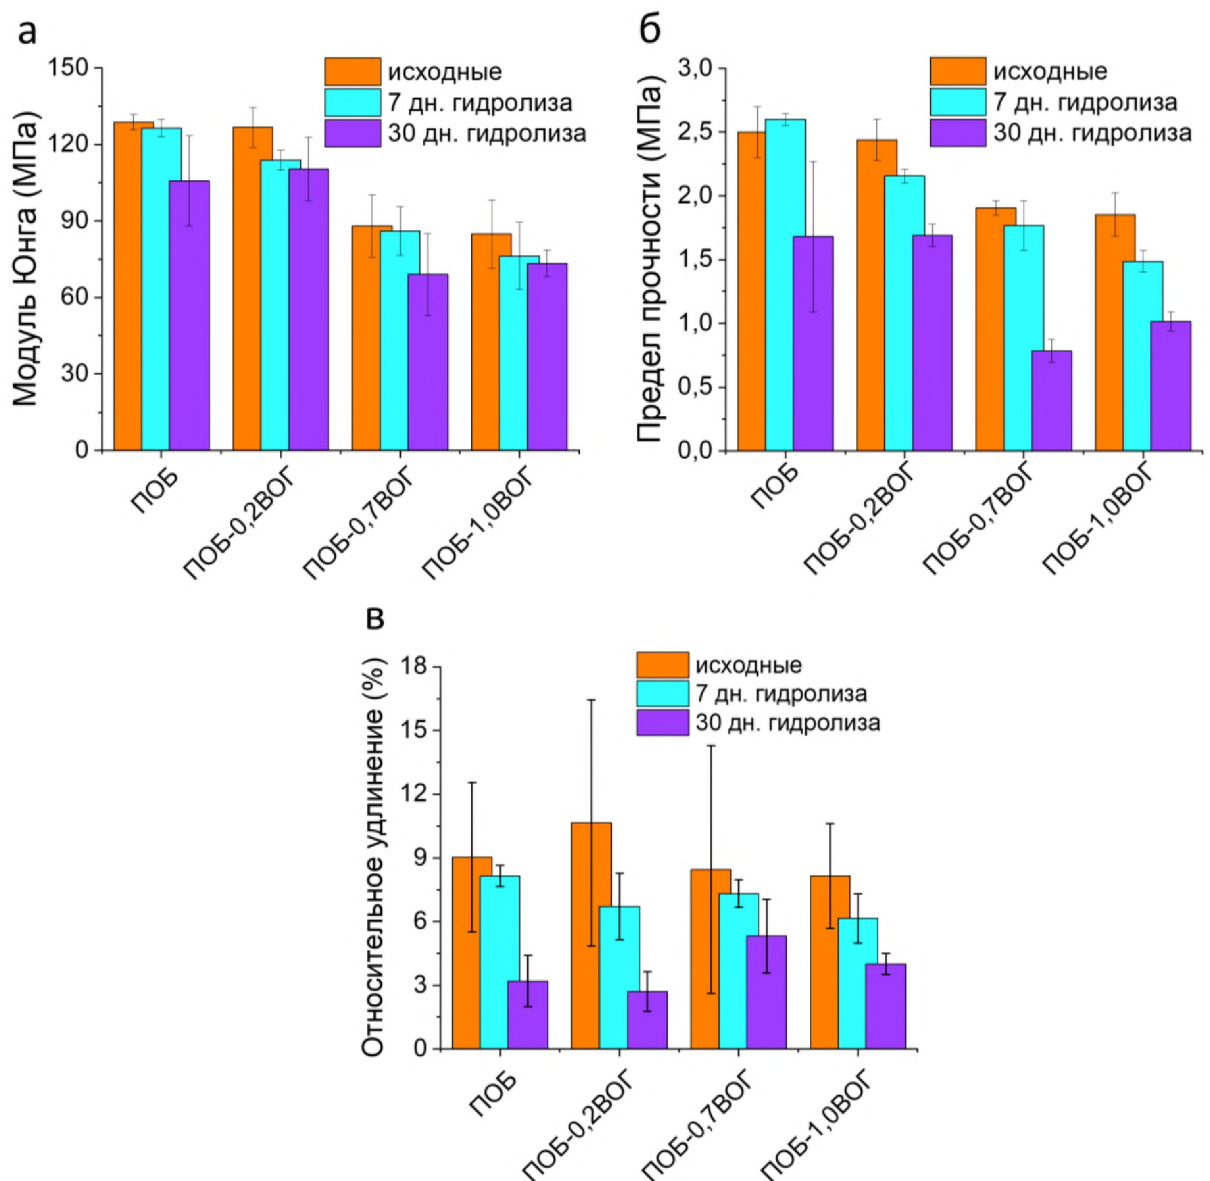 а
Модуль Юнга (МПа)
150
120
90
60
30
0
исходные
7 дн. гидролиза
30 дн. гидролиза
ПОБ
ПОБ-0,2ВОГ
ПОБ-0,7ВОГ
ПОБ-1,0ВОГ
б
Предел прочности (МПа)
3,0
2,5
2,0
1,5
1,0
0,5
0,0
исходные
7 дн. гидролиза
30 дн. гидролиза
ПОБ
ПОБ-0,2ВОГ
ПОБ-0,7ВОГ
ПОБ-1,0ВОГ
в
Относительное удлинение (%)
18
15
12
9
6
3
0
исходные
7 дн. гидролиза
30 дн. гидролиза
ПОБ
ПОБ-0,2ВОГ
ПОБ-0,7ВОГ
ПОБ-1,0ВОГ